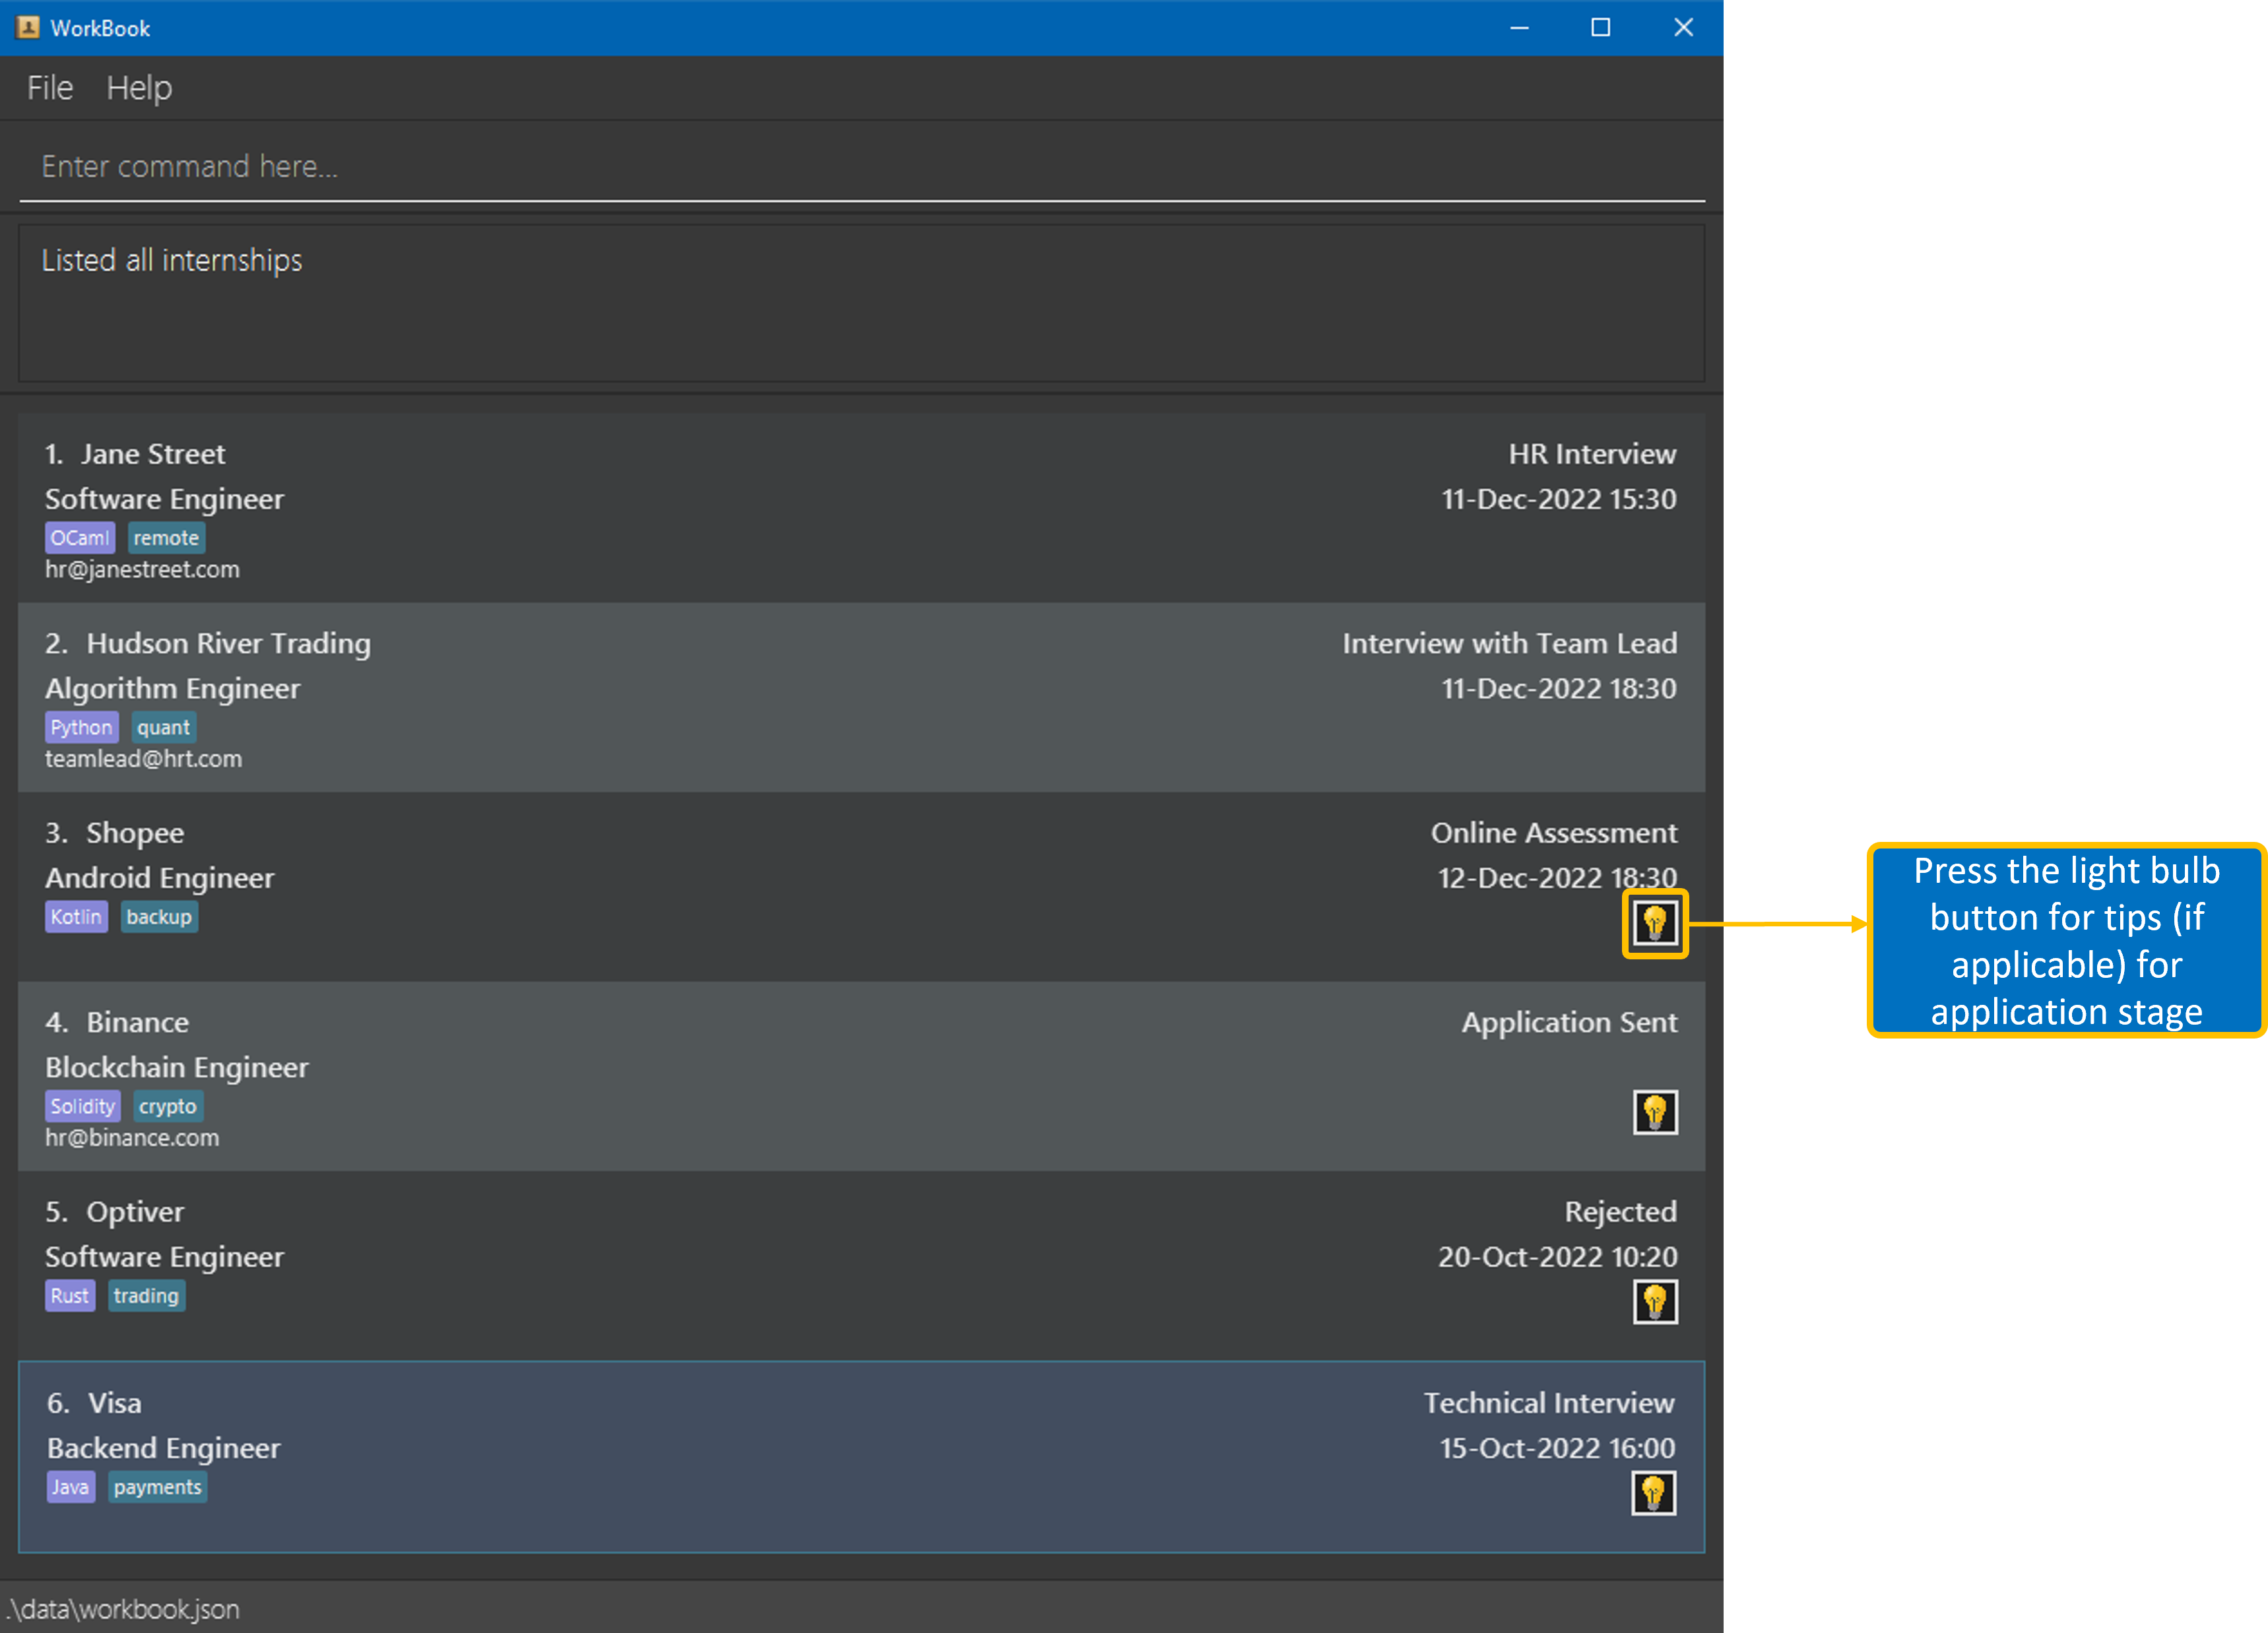 WorkBook
File Help
Enter command here...
Listed all internships
1. Jane Street
HR Interview
Software Engineer
11-Dec-2022 15:30
OCaml remote
hr@janestreet.com
2. Hudson River Trading
Interview with Team Lead
Algorithm Engineer
11-Dec-2022 18:30
Python quant
teamlead@hrt.com
3. Shopee
Online Assessment
Android Engineer
12-Dec-2022 18:30
Kotlin backup
Press the light bulb
button for tips (if
applicable) for
application stage
4. Binance
Application Sent
Blockchain Engineer
Solidity crypto
hr@binance.com
5. Optiver
Rejected
Software Engineer
20-Oct-2022 10:20
Rust trading
6. Visa
Technical Interview
Backend Engineer
15-Oct-2022 16:00
Java payments
.\data\workbook.json